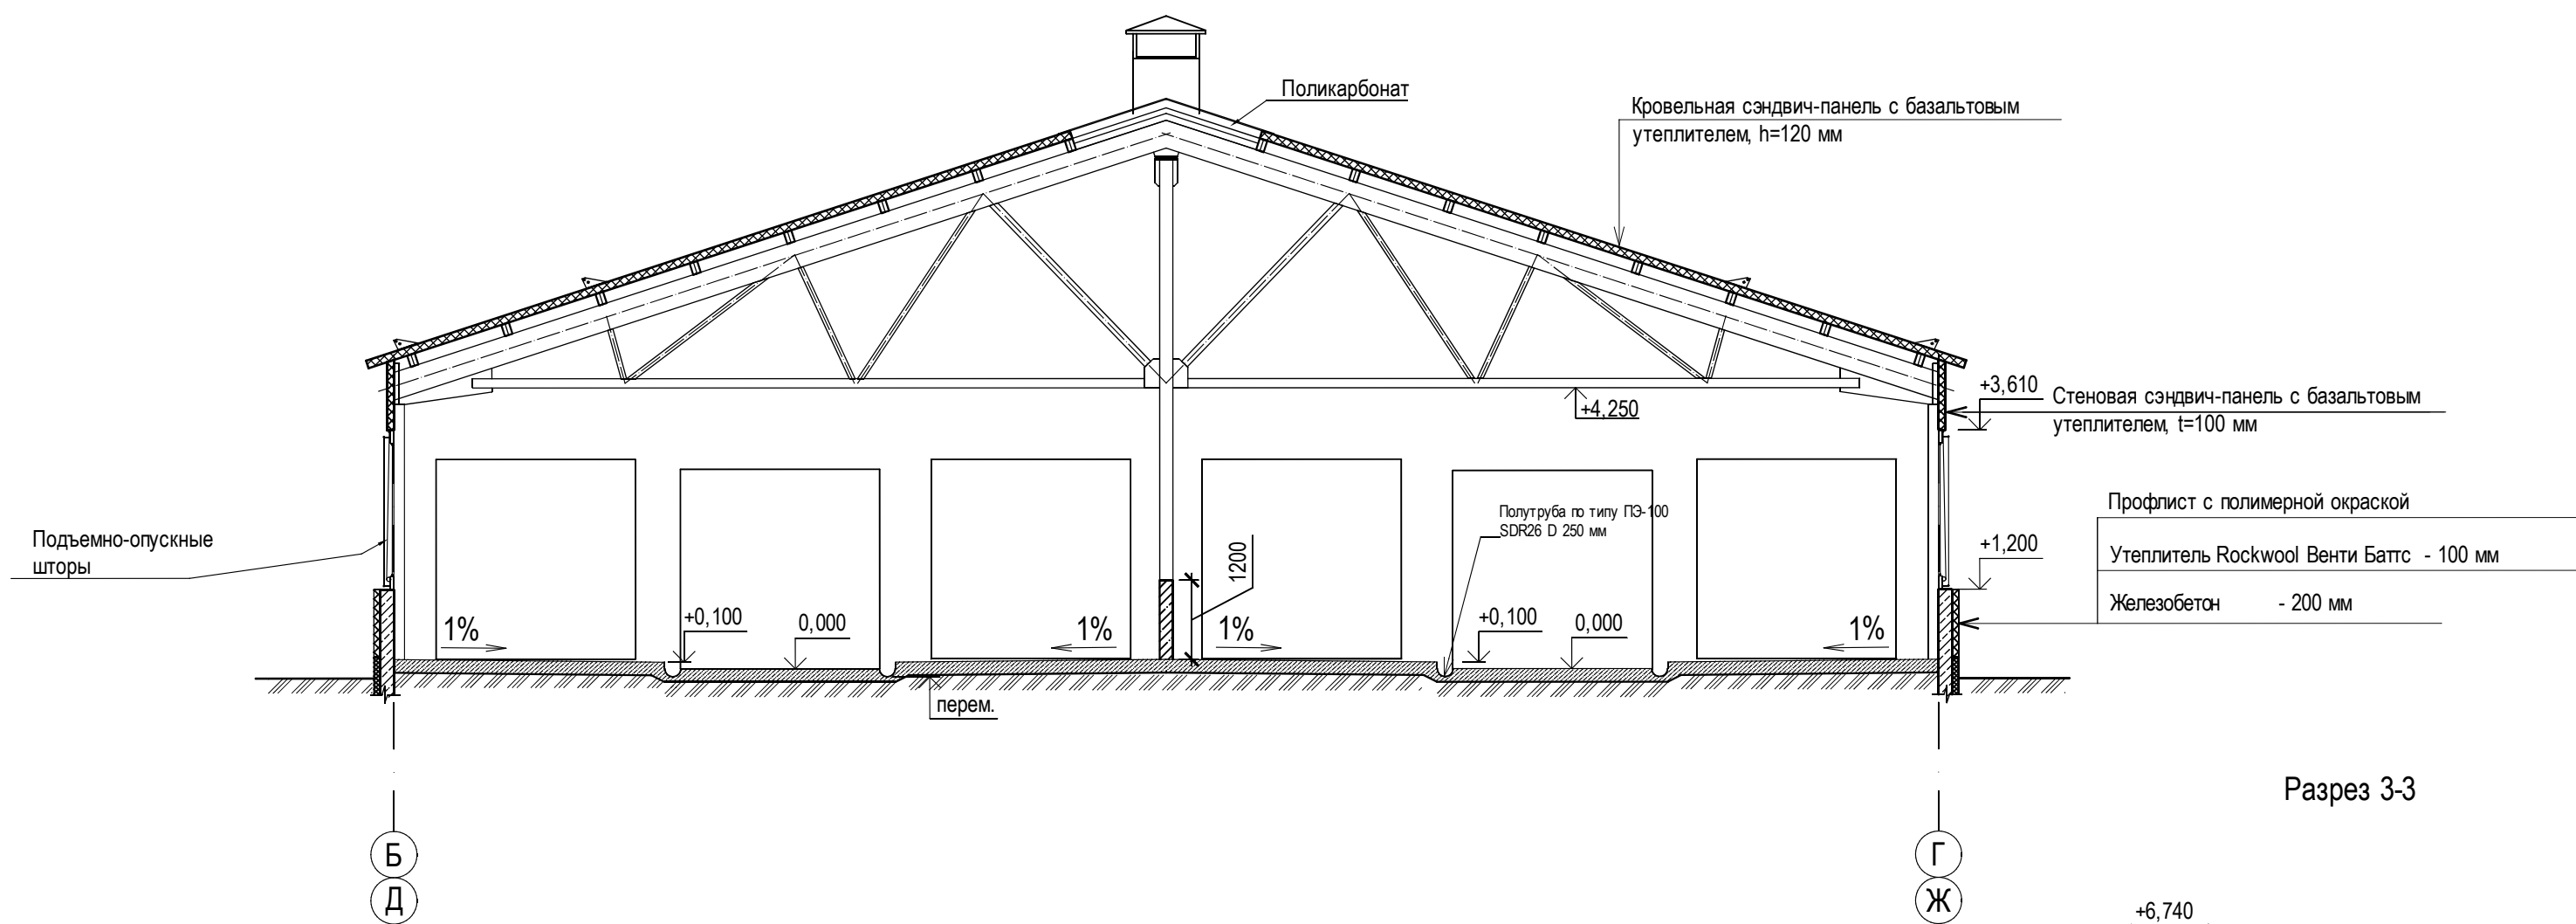 Поликарбонат
Кровельная сэндвич-панель с базальтовым
утеплителем, h=120 мм
+3,610
Стеновая сэндвич-панель с базальтовым
утеплителем, t=100 мм
+4,250
Профлист с полимерной окраской
Утеплитель Rockwool Венти Баттс - 100 мм
Железобетон - 200 мм
Подъемно-опускные
шторы
Полутруба по типу ПЭ-100
SDR26 D 250 мм
1200
+1,200
1%
+0,100
0,000
1%
1%
+0,100
0,000
1%
перем.
Разрез 3-3
Б
Д
Г
Ж
+6,740